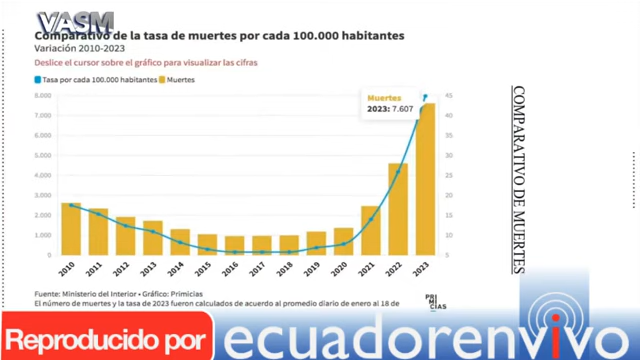 VASM
Comparativo de la tasa de muertes por cada 100.000 habitantes
Variación 2010-2023
Deslice el cursor sobre el gráfico para visualizar las cifras
Tasa por cada 100.000 habitantes Muertes
8.000
7.000
6.000
5.000
4.000
3.000
2.000
1.000
0
45
40
35
30
25
20
15
10
5
Muertes
2023: 7.607
2010 2011 2012 2013 2014 2015 2016 2017 2018 2019 2020 2021 2022 2023
COMPARATIVO DE MUERTES
Fuente: Ministerio del Interior • Gráfico: Primicias
El número de muertes y la tasa de 2023 fueron calculados de acuerdo al promedio diario de enero al 18 de
PRIMICIAS
Reproducido por
ecuadorenvivo